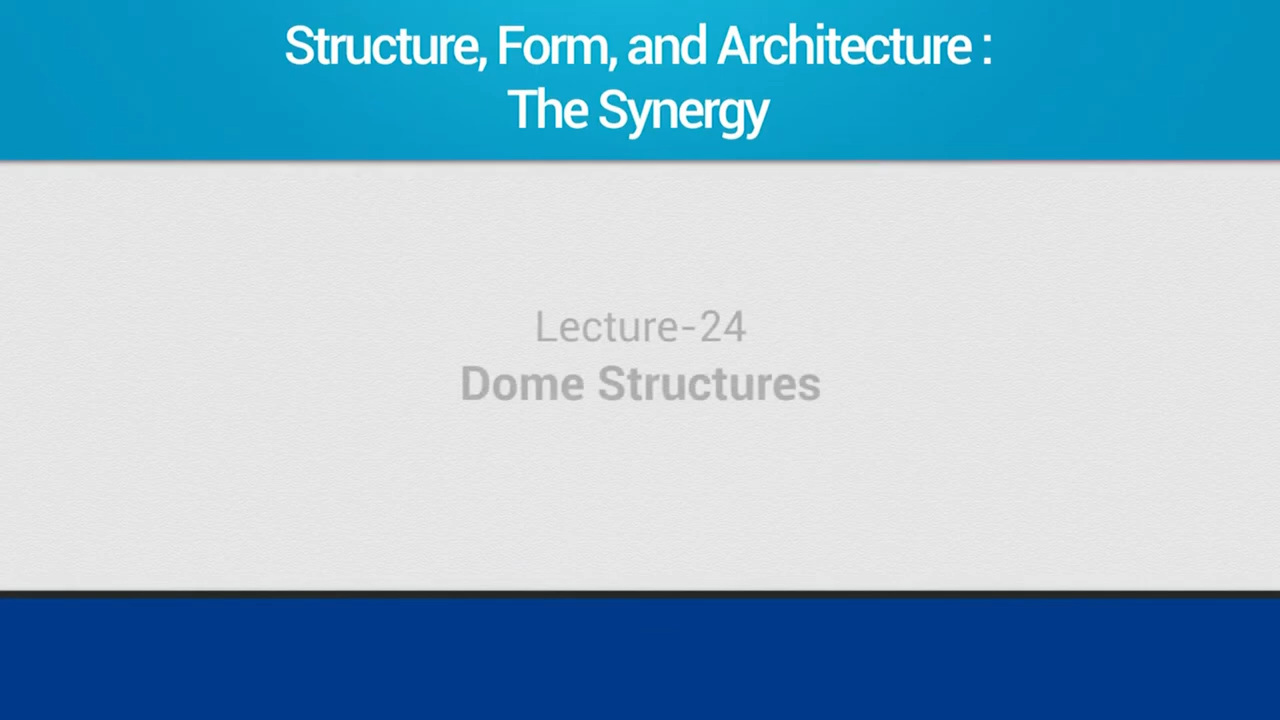 Structure, Form, and Architecture :
The Synergy
Lecture-24
Dome Structures